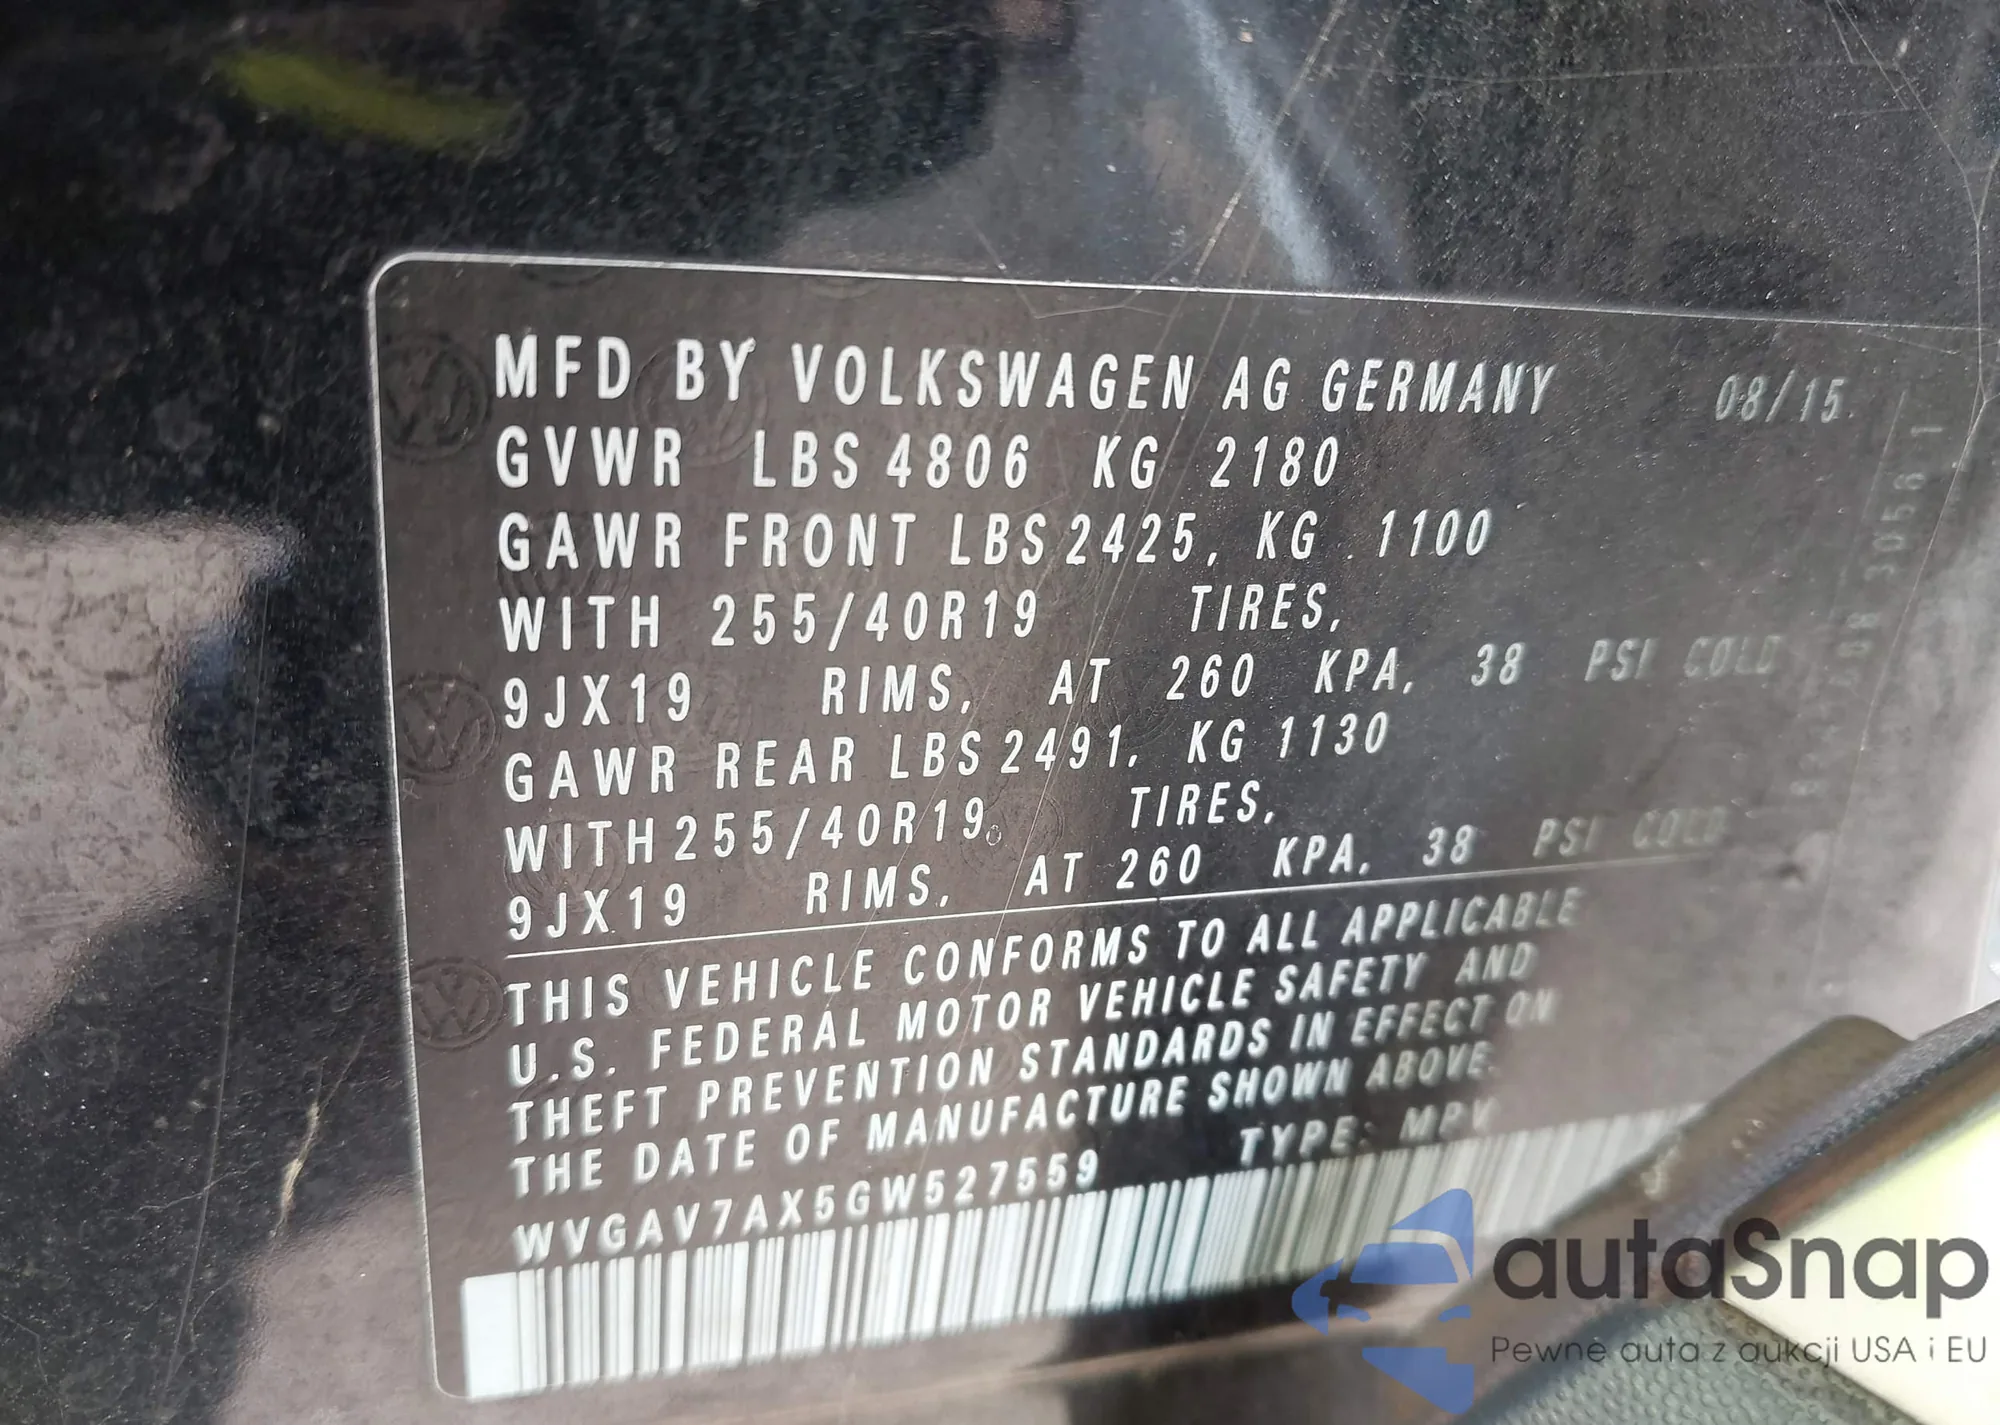 MFD BY VOLKSWAGEN AG GERMANY 08/15
GVWR LBS 4806 KG 2180
GAWR FRONT LBS 2425, KG 1100
WITH 255/40R19 TIRES,
9JX19 RIMS, AT 260 KPA, 38 PSI COLD
GAWR REAR LBS 2491, KG 1130
WITH 255/40R19 TIRES,
9JX19 RIMS, AT 260 KPA, 38 PSI COLD
THIS VEHICLE CONFORMS TO ALL APPLICABLE
U.S. FEDERAL MOTOR VEHICLE SAFETY AND
THEFT PREVENTION STANDARDS IN EFFECT ON
THE DATE OF MANUFACTURE SHOWN ABOVE.
WVGAV7AX5GW527559 TYPE: MPV
autaSnap
Pewne auta z aukcji USA i EU